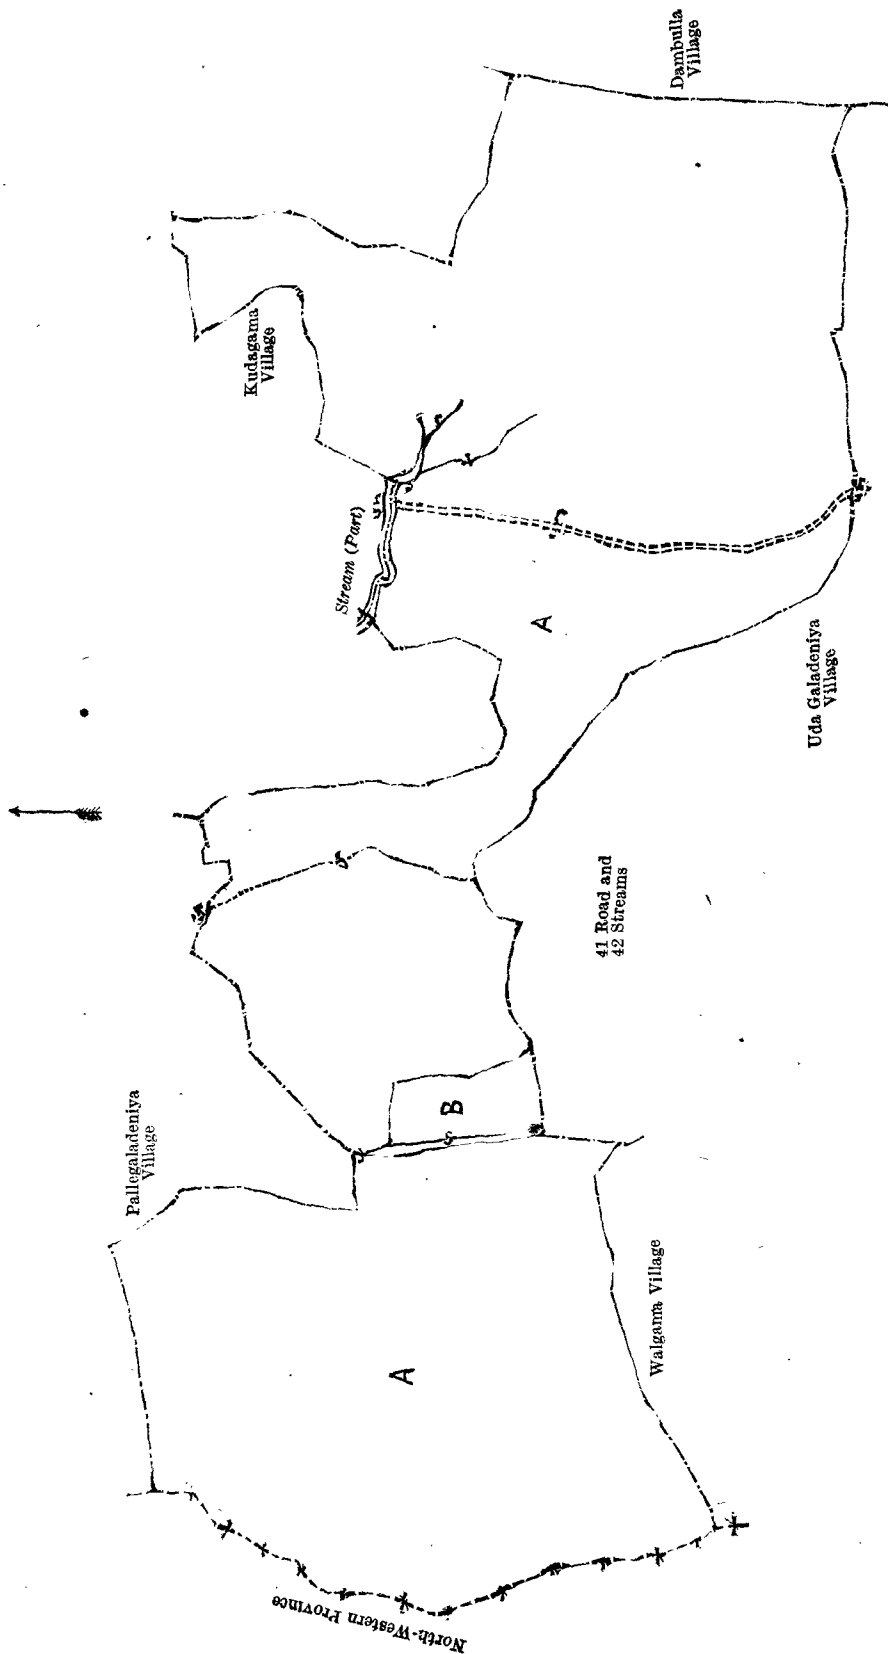 Dambulla
Village
Kudagama
Village
Stream (Part)
A
Uda Galadeniya
Village
41 Road and
42 Streams
Pallegaladeniya
Village
B
A
Walgama Village
North-Western Province